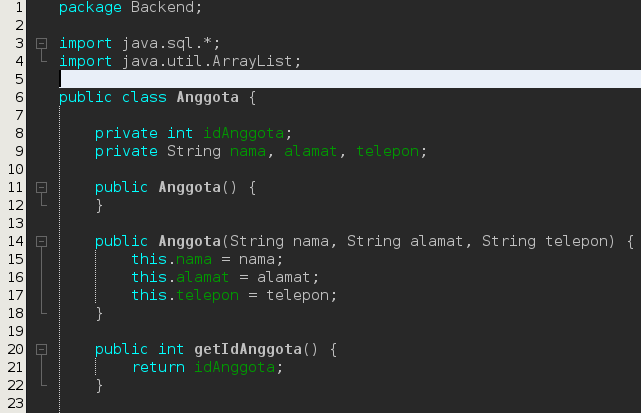 1 package Backend;
2
3 import java.sql.*;
4 import java.util.ArrayList;
5
6 public class Anggota {
7
8     private int idAnggota;
9     private String nama, alamat, telepon;
10
11     public Anggota() {
12     }
13
14     public Anggota(String nama, String alamat, String telepon) {
15         this.nama = nama;
16         this.alamat = alamat;
17         this.telepon = telepon;
18     }
19
20     public int getIdAnggota() {
21         return idAnggota;
22     }
23